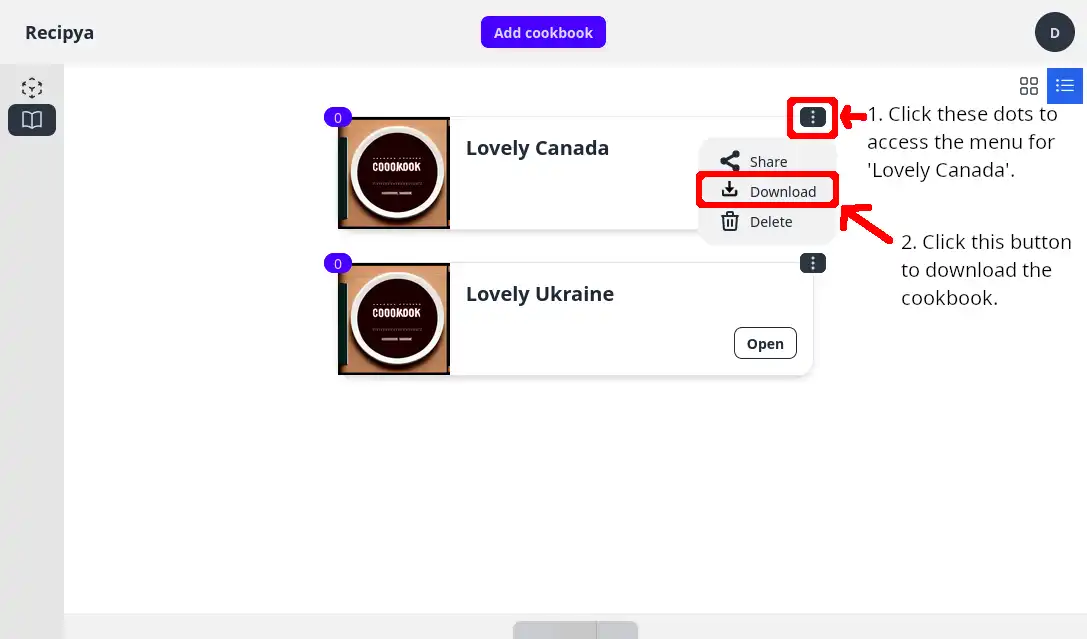 Recipya
Add cookbook
D
0
Lovely Canada
COOOKOOK
Share
Download
Delete
1. Click these dots to
access the menu for
'Lovely Canada'.
2. Click this button
to download the
cookbook.
0
Lovely Ukraine
COOOKOOK
Open